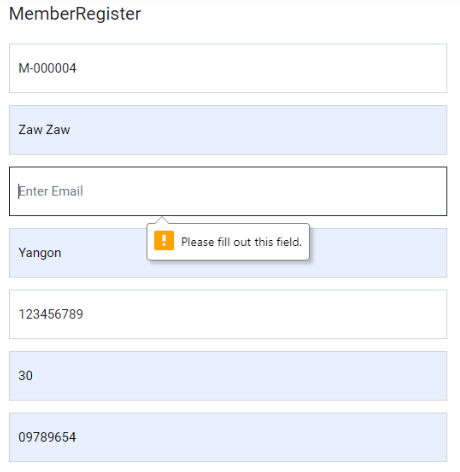 MemberRegister
M-000004
Zaw Zaw
Enter Email
Please fill out this field.
Yangon
123456789
30
09789654